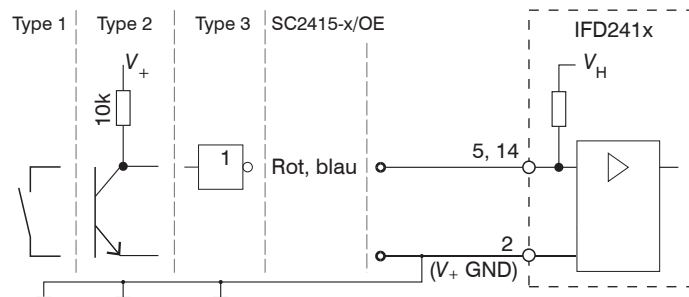 Type 1 Type 2 Type 3 SC2415-x/OE IFD241x
V+ VH
10k
1 Rot, blau 5, 14
2
(V+ GND)